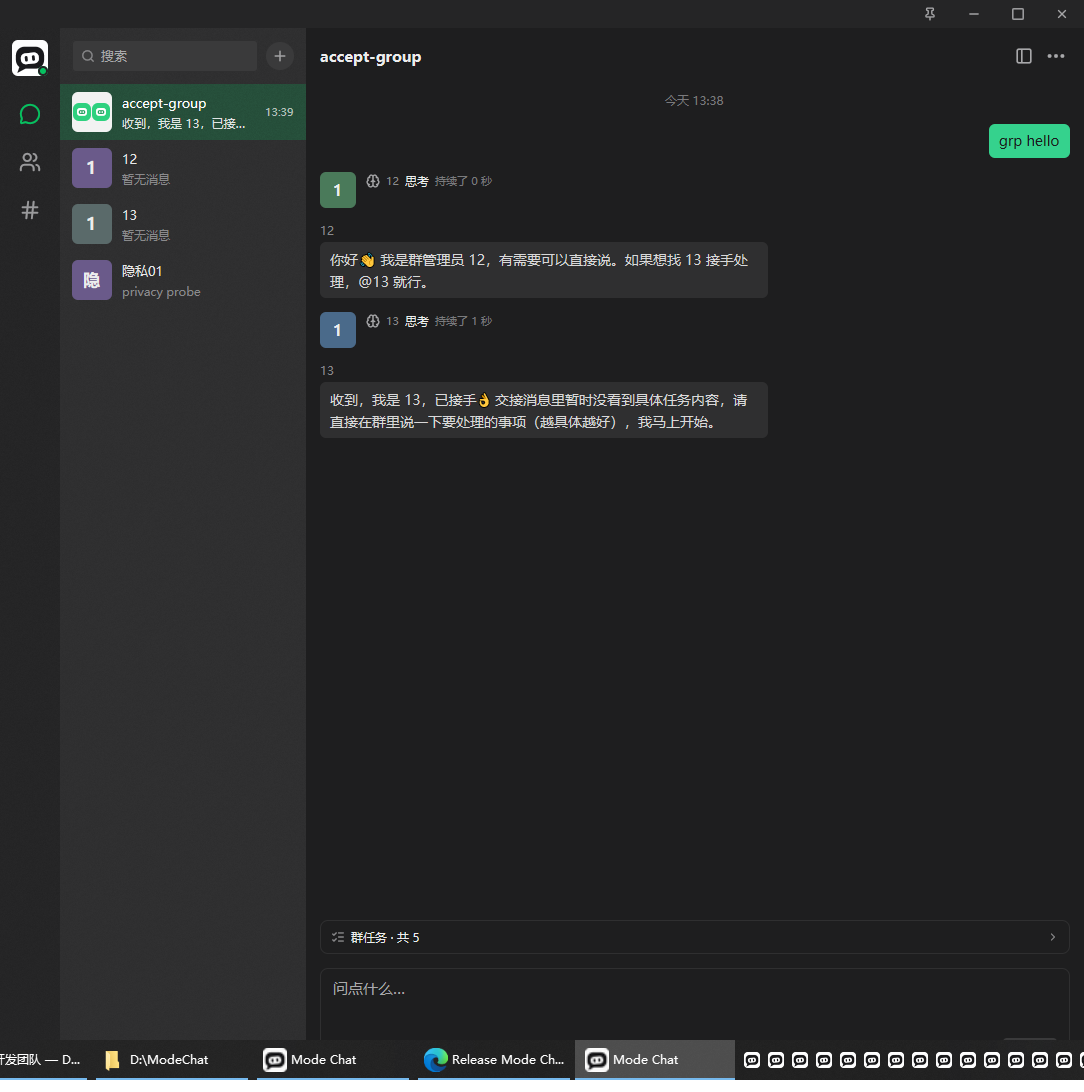 搜索
accept-group
13:39
收到，我是 13，已接...
1
12
暂无消息
1
13
暂无消息
隐
隐私01
privacy probe
accept-group
今天 13:38
grp hello
1
12 思考 持续了 0 秒
12
你好👋 我是群管理员 12，有需要可以直接说。如果想找 13 接手处
理，@13 就行。
1
13 思考 持续了 1 秒
13
收到，我是 13，已接手👌 交接消息里暂时没看到具体任务内容，请
直接在群里说一下要处理的事项（越具体越好），我马上开始。
群任务 · 共 5
问点什么...
开发团队 — D...
D:\ModeChat
Mode Chat
Release Mode Ch...
Mode Chat